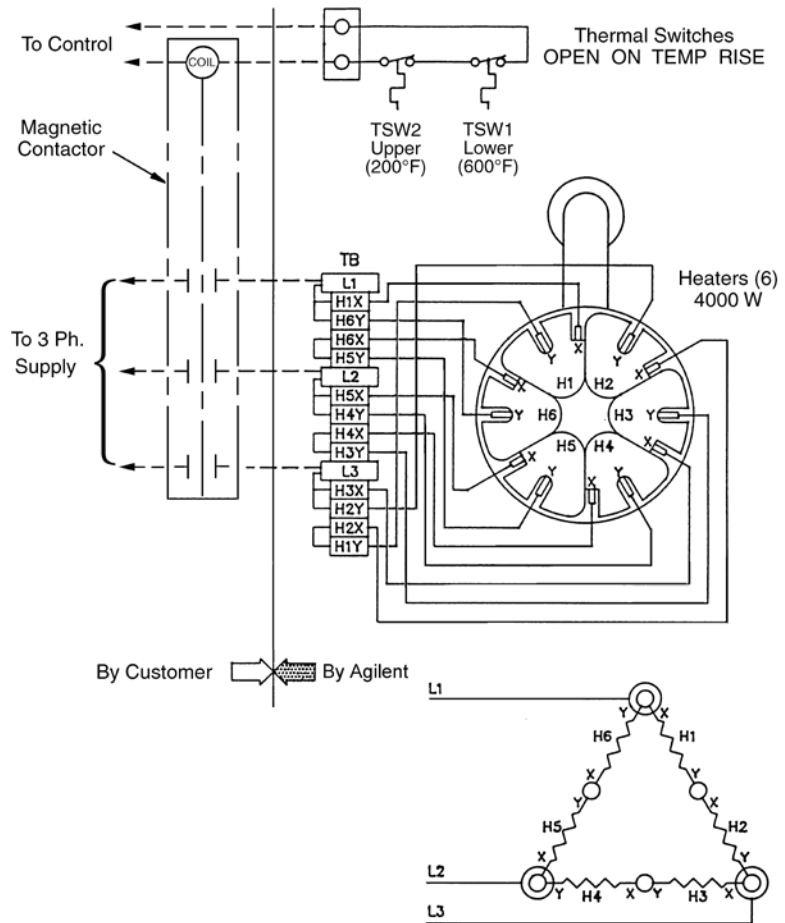 To Control
COIL
Thermal Switches
OPEN ON TEMP RISE
Magnetic
Contactor
TSW2
Upper
(200°F)
TSW1
Lower
(600°F)
TB
L1
H1X
H6Y
H6X
H5Y
L2
H5X
H4Y
H4X
H3Y
L3
H3X
H2Y
H2X
H1Y
To 3 Ph.
Supply
Heaters (6)
4000 W
Y
X
Y
X
H1
H2
X
Y
H6
H3
Y
H5
H4
X
X
Y
X
Y
By Customer
By Agilent
L1
Y
X
H6
H1
X
Y
Y
X
H5
H2
X
Y
L2
Y
H4
X
Y
H3
X
L3